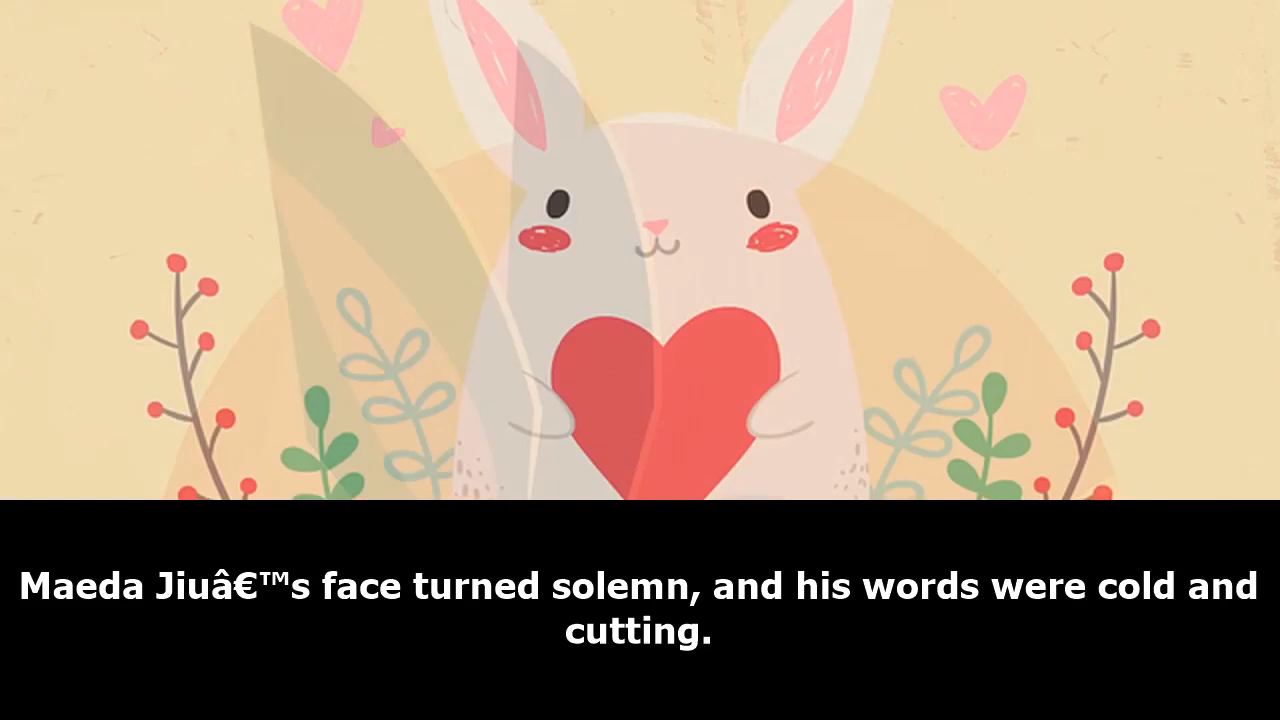 Maeda Jiuâ€™s face turned solemn, and his words were cold and
cutting.